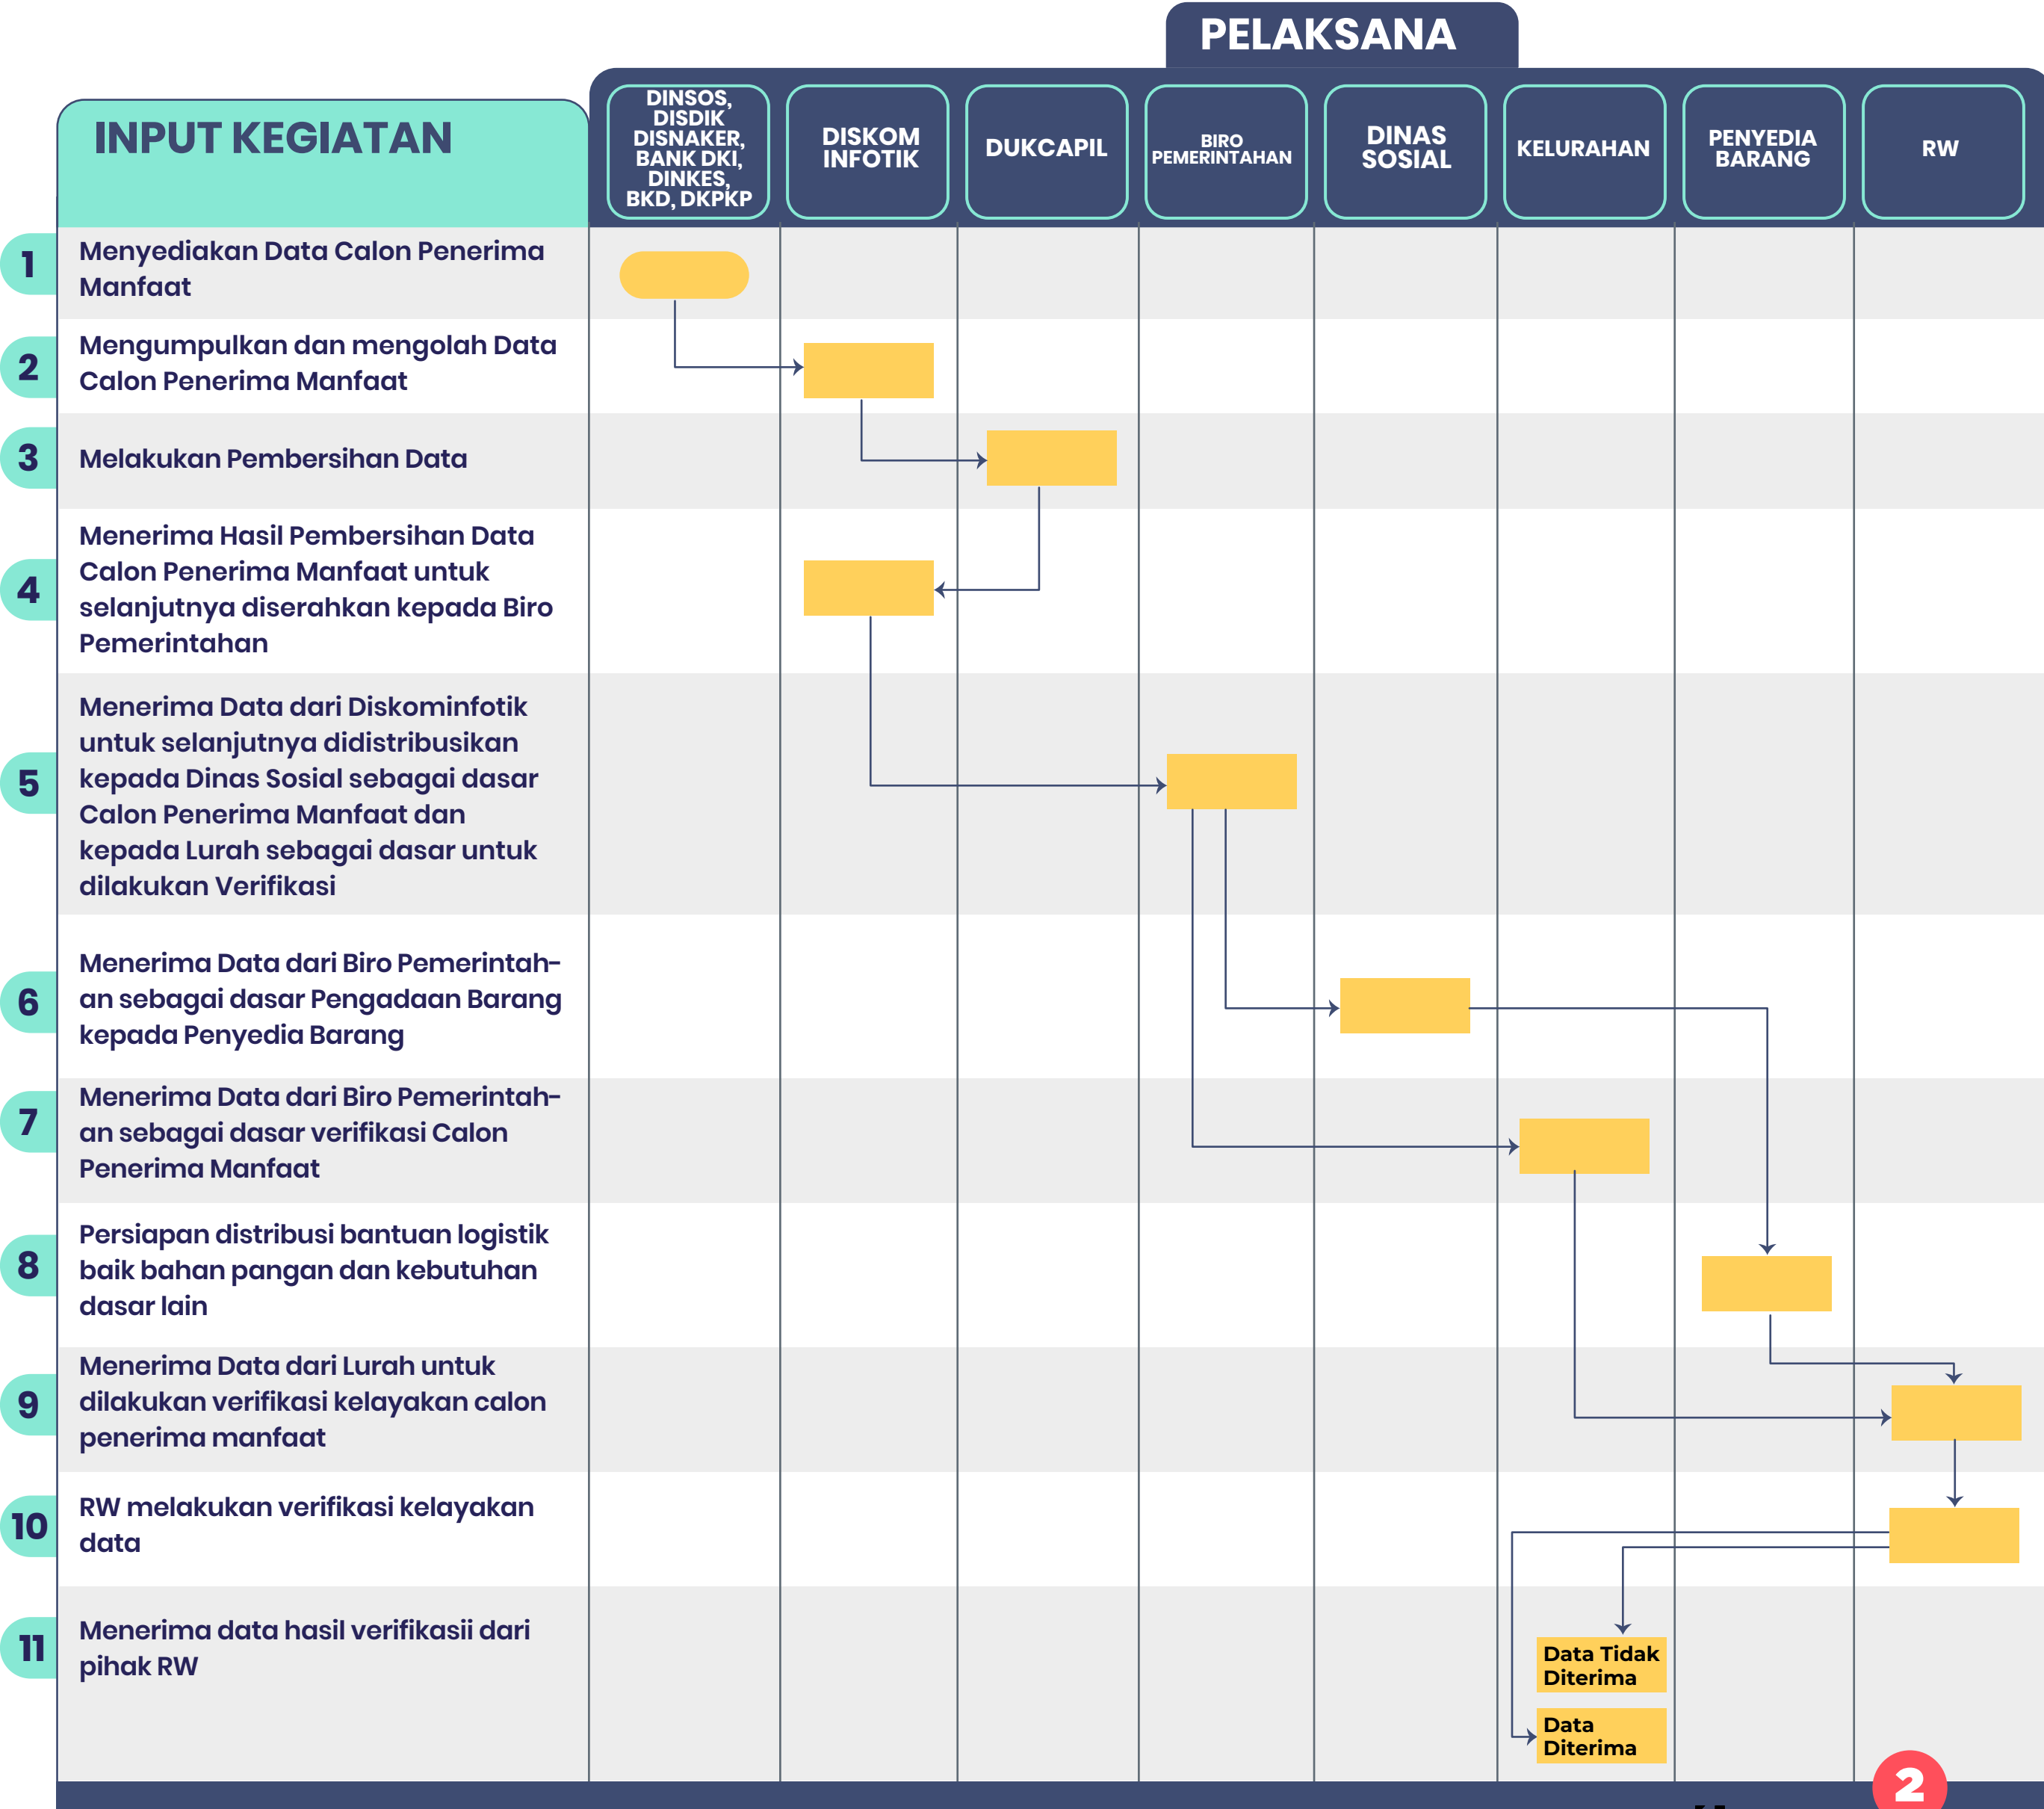 PELAKSANA
INPUT KEGIATAN
DINSOS,
DISDIK
DISNAKER,
BANK DKI,
DINKES,
BKD, DKPKP
DISKOM
INFOTIK
DUKCAPIL
BIRO
PEMERINTAHAN
DINAS
SOSIAL
KELURAHAN
PENYEDIA
BARANG
RW
1
Menyediakan Data Calon Penerima
Manfaat
2
Mengumpulkan dan mengolah Data
Calon Penerima Manfaat
3
Melakukan Pembersihan Data
4
Menerima Hasil Pembersihan Data
Calon Penerima Manfaat untuk
selanjutnya diserahkan kepada Biro
Pemerintahan
5
Menerima Data dari Diskominfotik
untuk selanjutnya didistribusikan
kepada Dinas Sosial sebagai dasar
Calon Penerima Manfaat dan
kepada Lurah sebagai dasar untuk
dilakukan Verifikasi
6
Menerima Data dari Biro Pemerintah-
an sebagai dasar Pengadaan Barang
kepada Penyedia Barang
7
Menerima Data dari Biro Pemerintah-
an sebagai dasar verifikasi Calon
Penerima Manfaat
8
Persiapan distribusi bantuan logistik
baik bahan pangan dan kebutuhan
dasar lain
9
Menerima Data dari Lurah untuk
dilakukan verifikasi kelayakan calon
penerima manfaat
10
RW melakukan verifikasi kelayakan
data
11
Menerima data hasil verifikasii dari
pihak RW
Data Tidak
Diterima
Data
Diterima
2